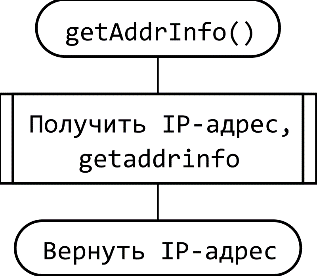 getAddrInfo()
Получить IP-адрес,
getaddrinfo
Вернуть IP-адрес